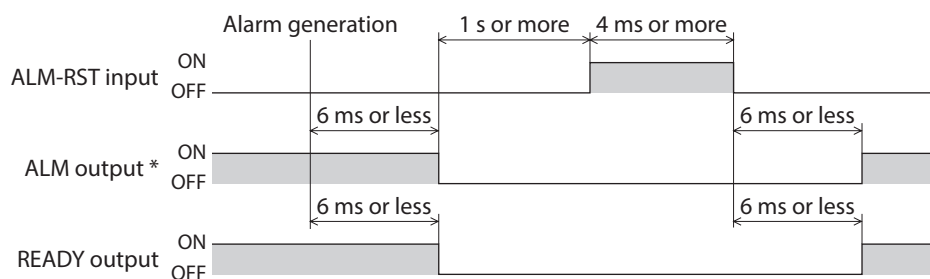 Alarm generation
1 s or more
4 ms or more
ALM-RST input
ON
OFF
6 ms or less
6 ms or less
ALM output *
ON
OFF
6 ms or less
6 ms or less
READY output
ON
OFF